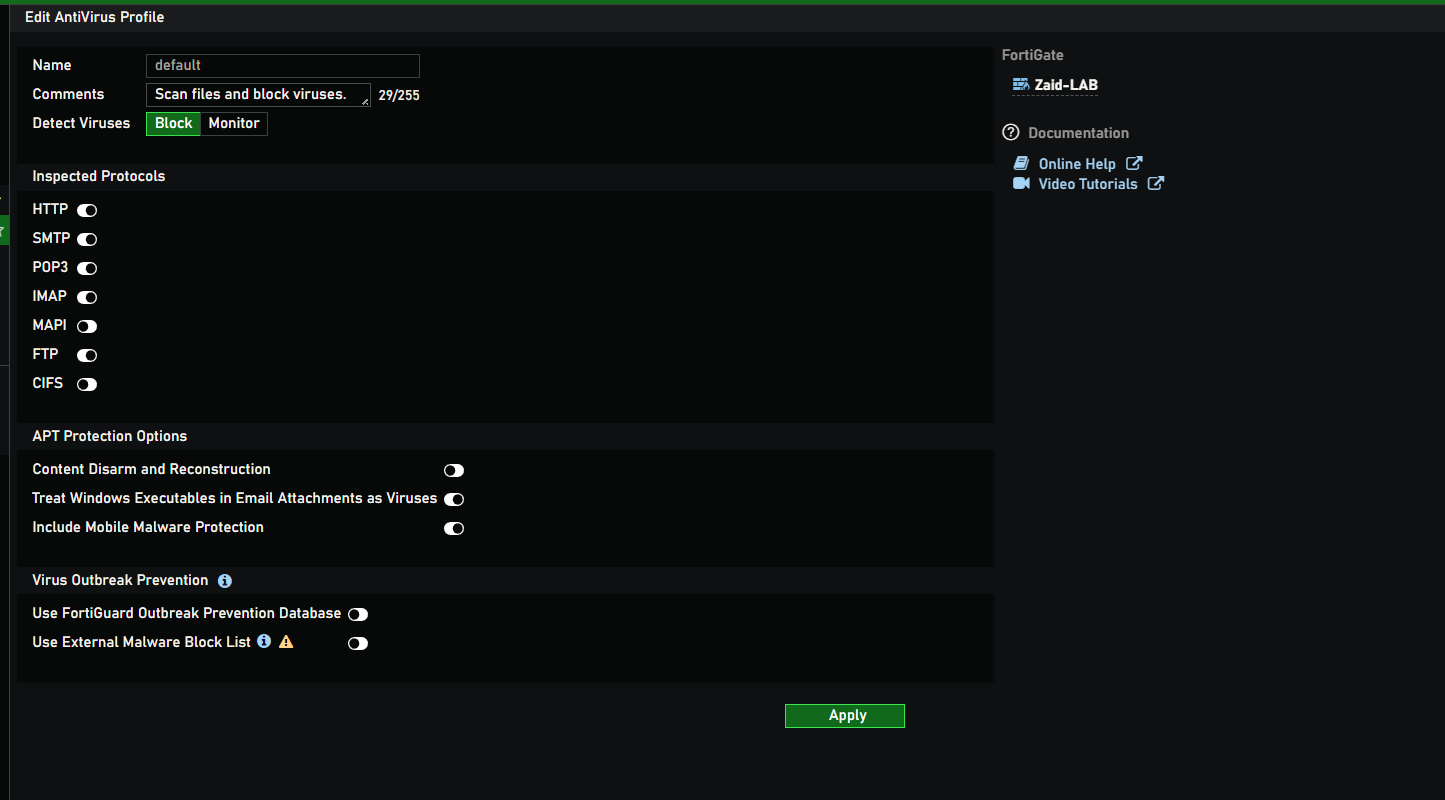 Edit AntiVirus Profile
Name default
Comments Scan files and block viruses. 29/255
Detect Viruses Block Monitor
Inspected Protocols
HTTP
SMTP
POP3
IMAP
MAPI
FTP
CIFS
APT Protection Options
Content Disarm and Reconstruction
Treat Windows Executables in Email Attachments as Viruses
Include Mobile Malware Protection
Virus Outbreak Prevention
Use FortiGuard Outbreak Prevention Database
Use External Malware Block List
Apply
FortiGate
Zaid-LAB
Documentation
Online Help
Video Tutorials